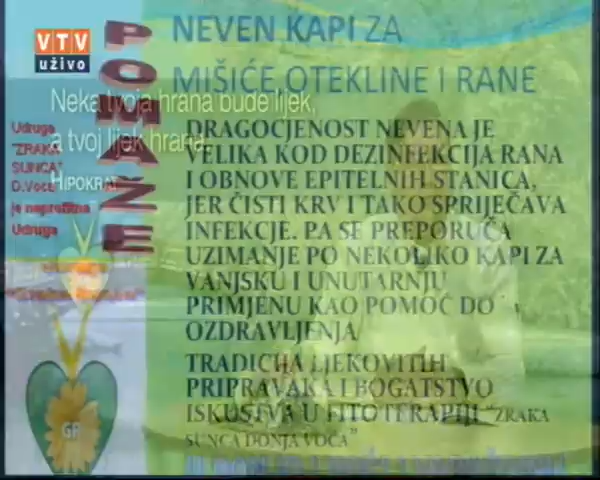 VTV
uživo
POMAŽE
NEVEN KAPI ZA
MIŠIĆE OTEKLINE I RANE
Neka tvoja hrana bude lijek,
a tvoj lijek hrana.
HIPOKRAT
Udruga
"ZRAKA
SUNCA"
D.Voća
je neprofitna
Udruga
DRAGOCJENOST NEVENA JE
VELIKA KOD DEZINFEKCIJA RANA
I OBNOVE EPITELNIH STANICA,
JER ČISTI KRV I TAKO SPRIJEČAVA
INFEKCJE. PA SE PREPORUČA
UZIMANJE PO NEKOLIKO KAPI ZA
VANJSKU I UNUTARNJU
PRIMJENU KAO POMOĆ DO
OZDRAVLJENJA
TRADICIJA LJEKOVITIH
PRIPRAVAKA I BOGATSTVO
ISKUSTVA U FITOTERAPIJI "ZRAKA
SUNCA DONJA VOĆA"
GF